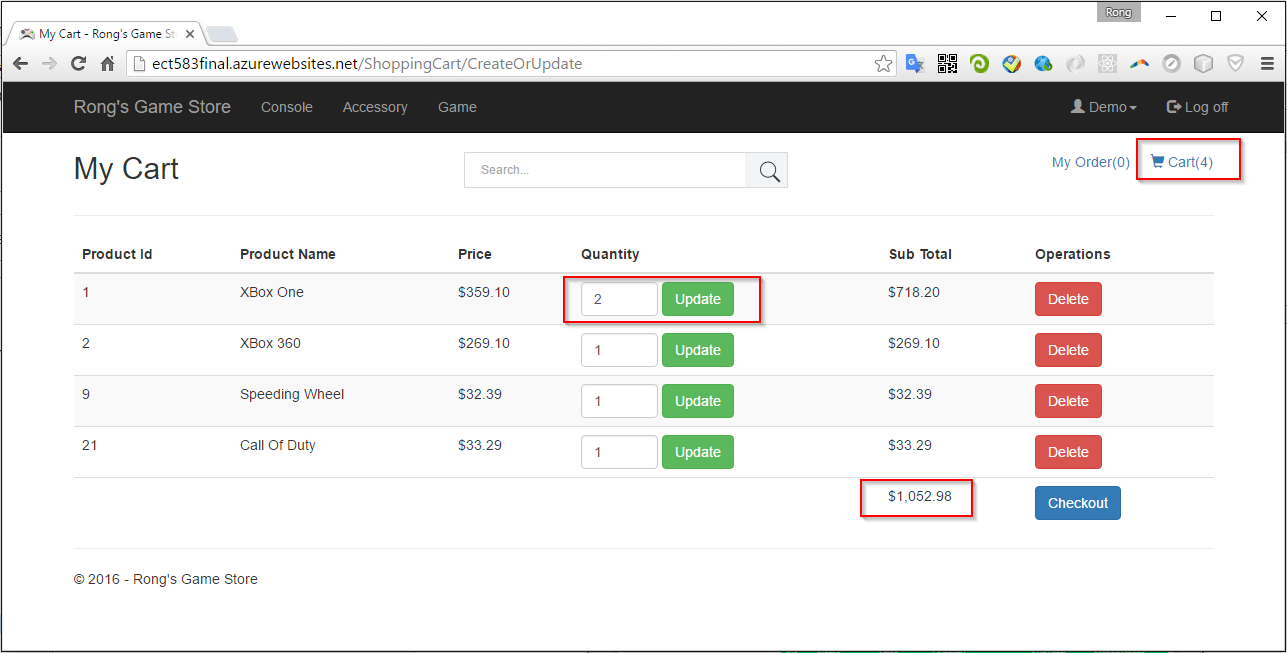 Rong
My Cart - Rong's Game St
ect583final.azurewebsites.net/ShoppingCart/CreateOrUpdate
Rong's Game Store Console Accessory Game Demo Log off
My Cart Search... My Order(0) Cart(4)
Product Id Product Name Price Quantity Sub Total Operations
1 XBox One $359.10 2 Update $718.20 Delete
2 XBox 360 $269.10 1 Update $269.10 Delete
9 Speeding Wheel $32.39 1 Update $32.39 Delete
21 Call Of Duty $33.29 1 Update $33.29 Delete
$1,052.98 Checkout
© 2016 - Rong's Game Store